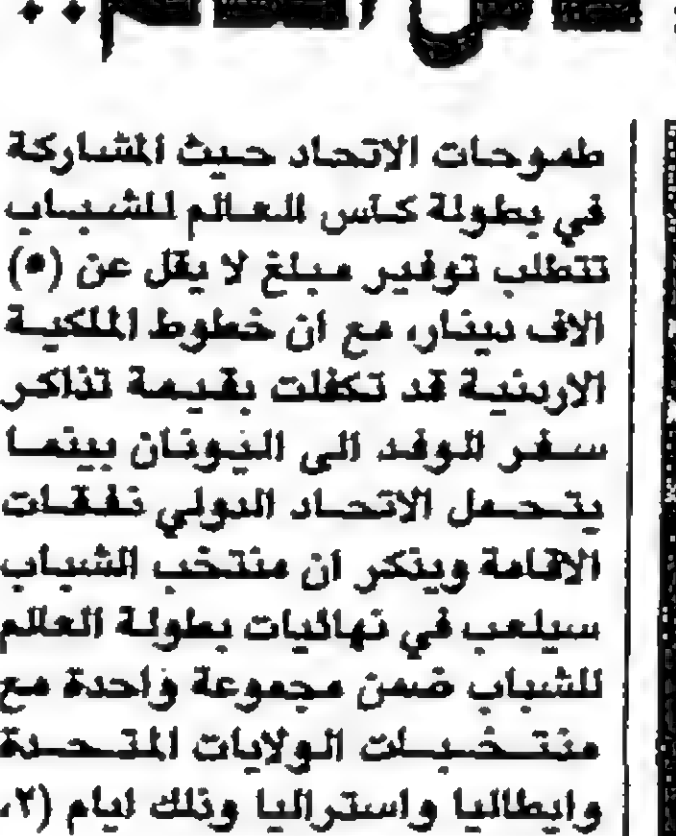 طموحات الاتحاد حيث المشاركة
في بطولة كاس العالم للشباب
تتطلب توفير مبلغ لا يقل عن (٥)
الاف دينار، مع ان خطوط الملكية
الاردنية قد تكفلت بقيمة تذاكر
سفر الوفد الى اليونان بينما
يتحمل الاتحاد الدولي نفقات
الاقامة ويذكر ان منتخب الشباب
سيلعب في نهائيات بطولة العالم
للشباب ضمن مجموعة واحدة مع
منتخبات الولايات المتحدة
وايطاليا واستراليا وذلك ايام (٢،